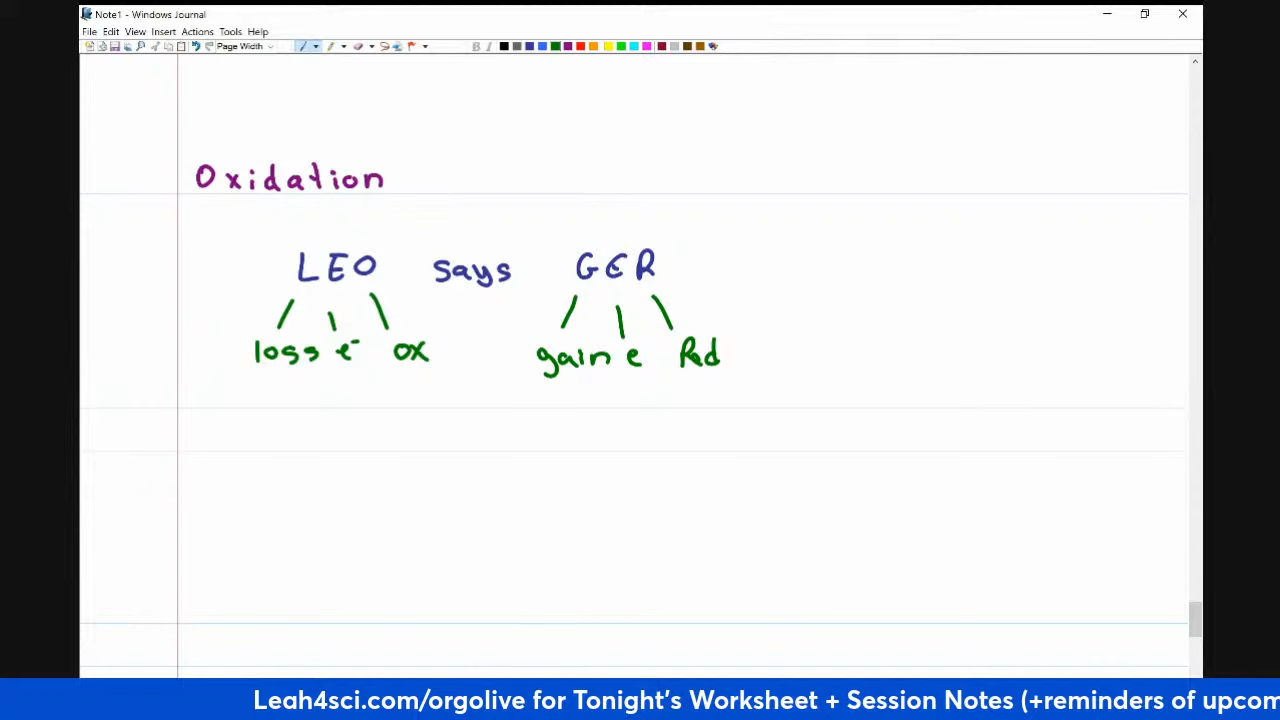 Note1 - Windows Journal
File Edit View Insert Actions Tools Help
Page Width
B I
Oxidation
LEO says GER
loss e⁻ ox gain e Red
Leah4sci.com/orgolive for Tonight's Worksheet + Session Notes (+reminders of upcom